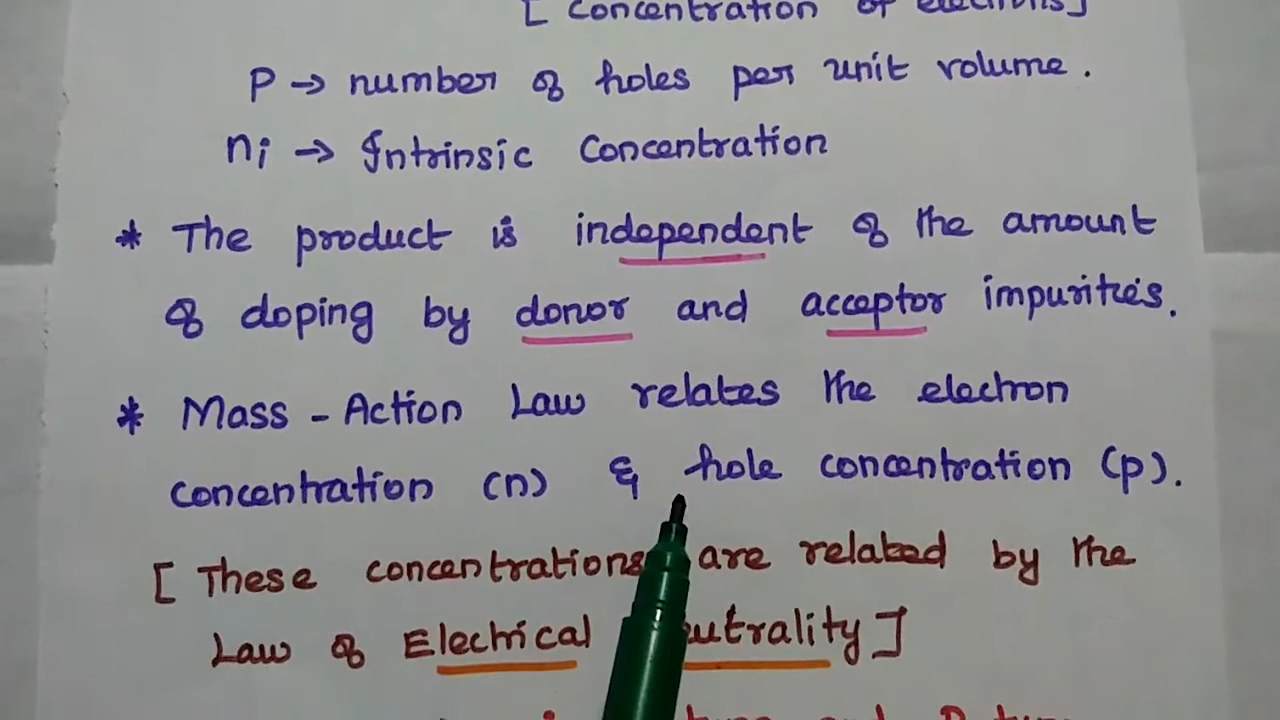 [ Concentration of electrons]
P → number of holes per unit volume.
ni → Intrinsic Concentration
* The product is independent of the amount
of doping by donor and acceptor impurities.
* Mass - Action Law relates the electron
concentration (n) & hole concentration (p).
[ These concentrations are related by the
Law of Electrical utrality]